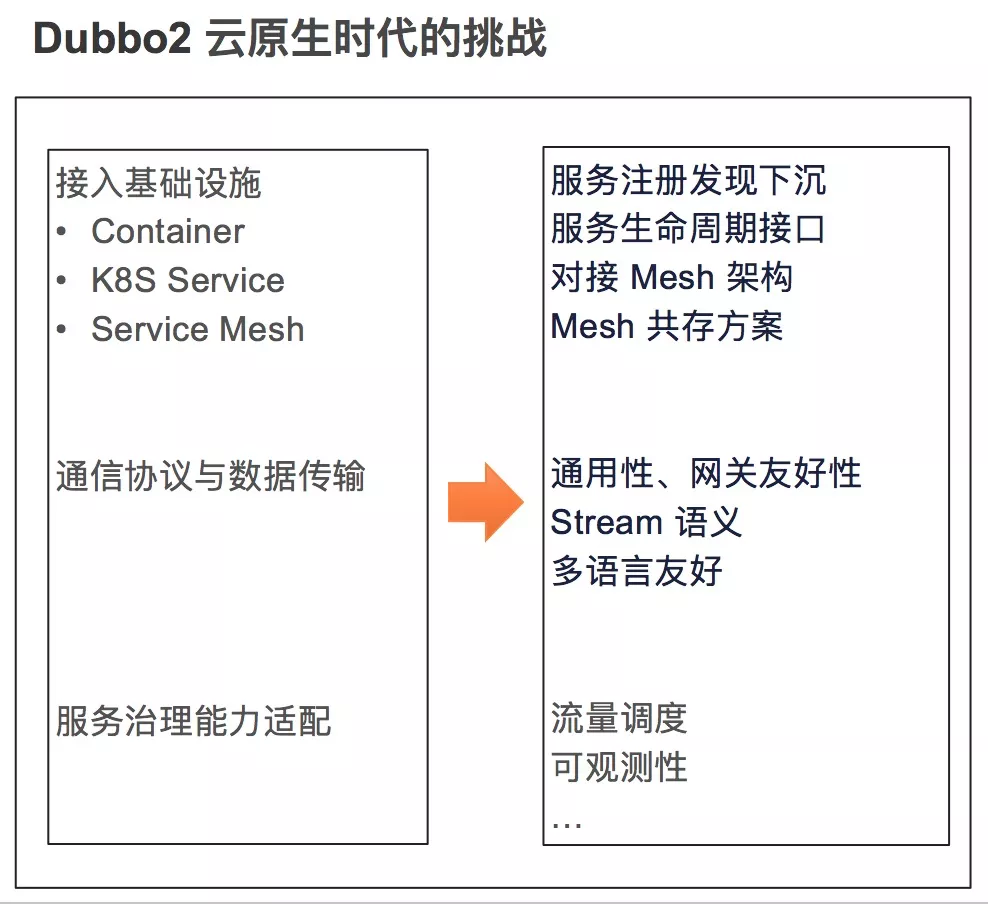 Dubbo2 云原生时代的挑战
接入基础设施
• Container
• K8S Service
• Service Mesh
通信协议与数据传输
服务治理能力适配
服务注册发现下沉
服务生命周期接口
对接 Mesh 架构
Mesh 共存方案
通用性、网关友好性
Stream 语义
多语言友好
流量调度
可观测性
...